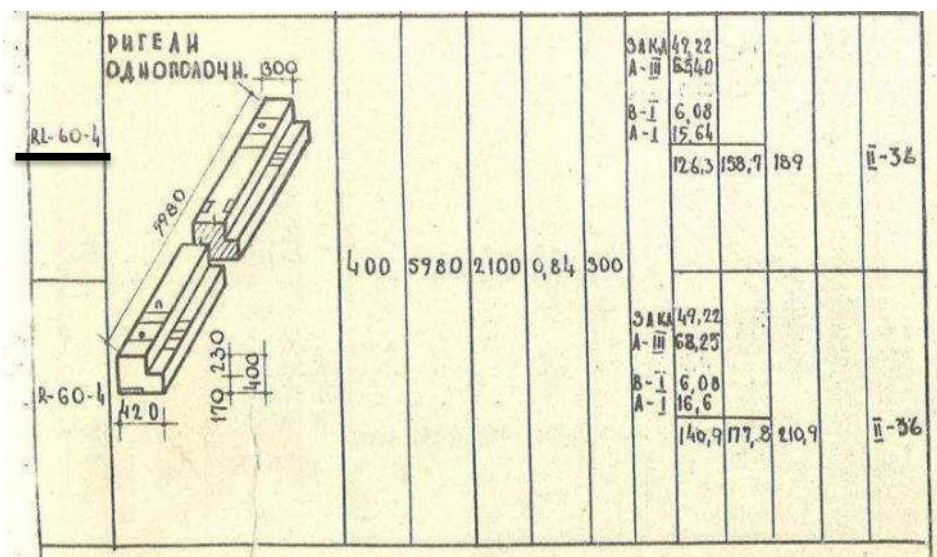 РИГЕЛИ
ОДНОПОЛОЧН.
300
RL-60-4
5980
ЗАКЛ 49,22
A-III
B-I 6,08
A-I 15,64
126,3 158,7 189
II-36
400 5980 2100 0,84 300
R-60-4
420
170 230
400
ЗАКЛ 49,22
A-III 68,25
B-I 6,08
A-I 16,6
140,9 177,8 210,9
II-36